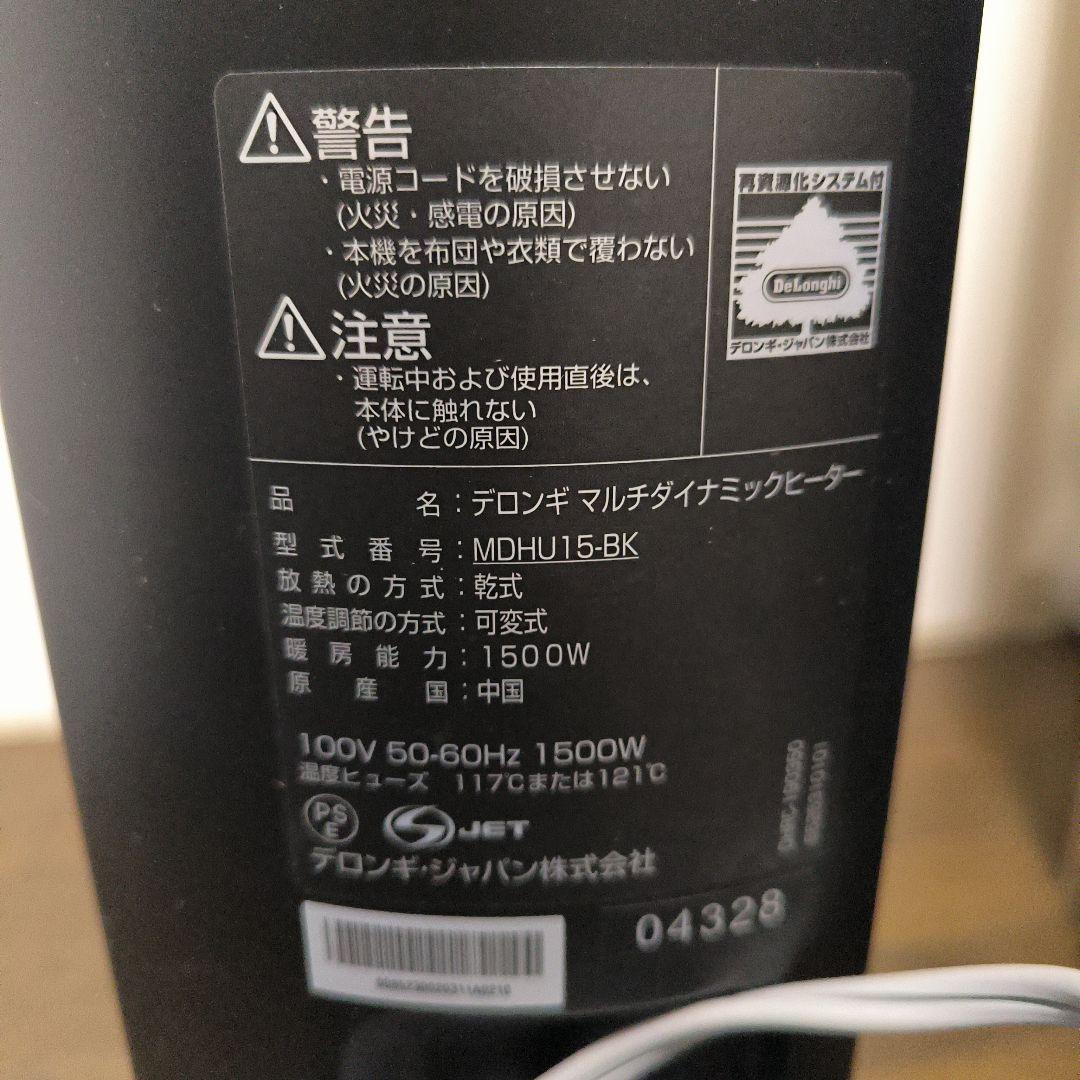 警告
・電源コードを破損させない
(火災・感電の原因)
・本機を布団や衣類で覆わない
(火災の原因)
注意
・運転中および使用直後は、
本体に触れない
(やけどの原因)
再資源化システム付
DeLonghi
デロンギ・ジャパン株式会社
品名：デロンギ マルチダイナミックヒーター
型式番号：MDHU15-BK
放熱の方式：乾式
温度調節の方式：可変式
暖房能力：1500W
原産国：中国
100V 50-60Hz 1500W
温度ヒューズ 117℃または121℃
PS
E
JET
デロンギ・ジャパン株式会社
04328